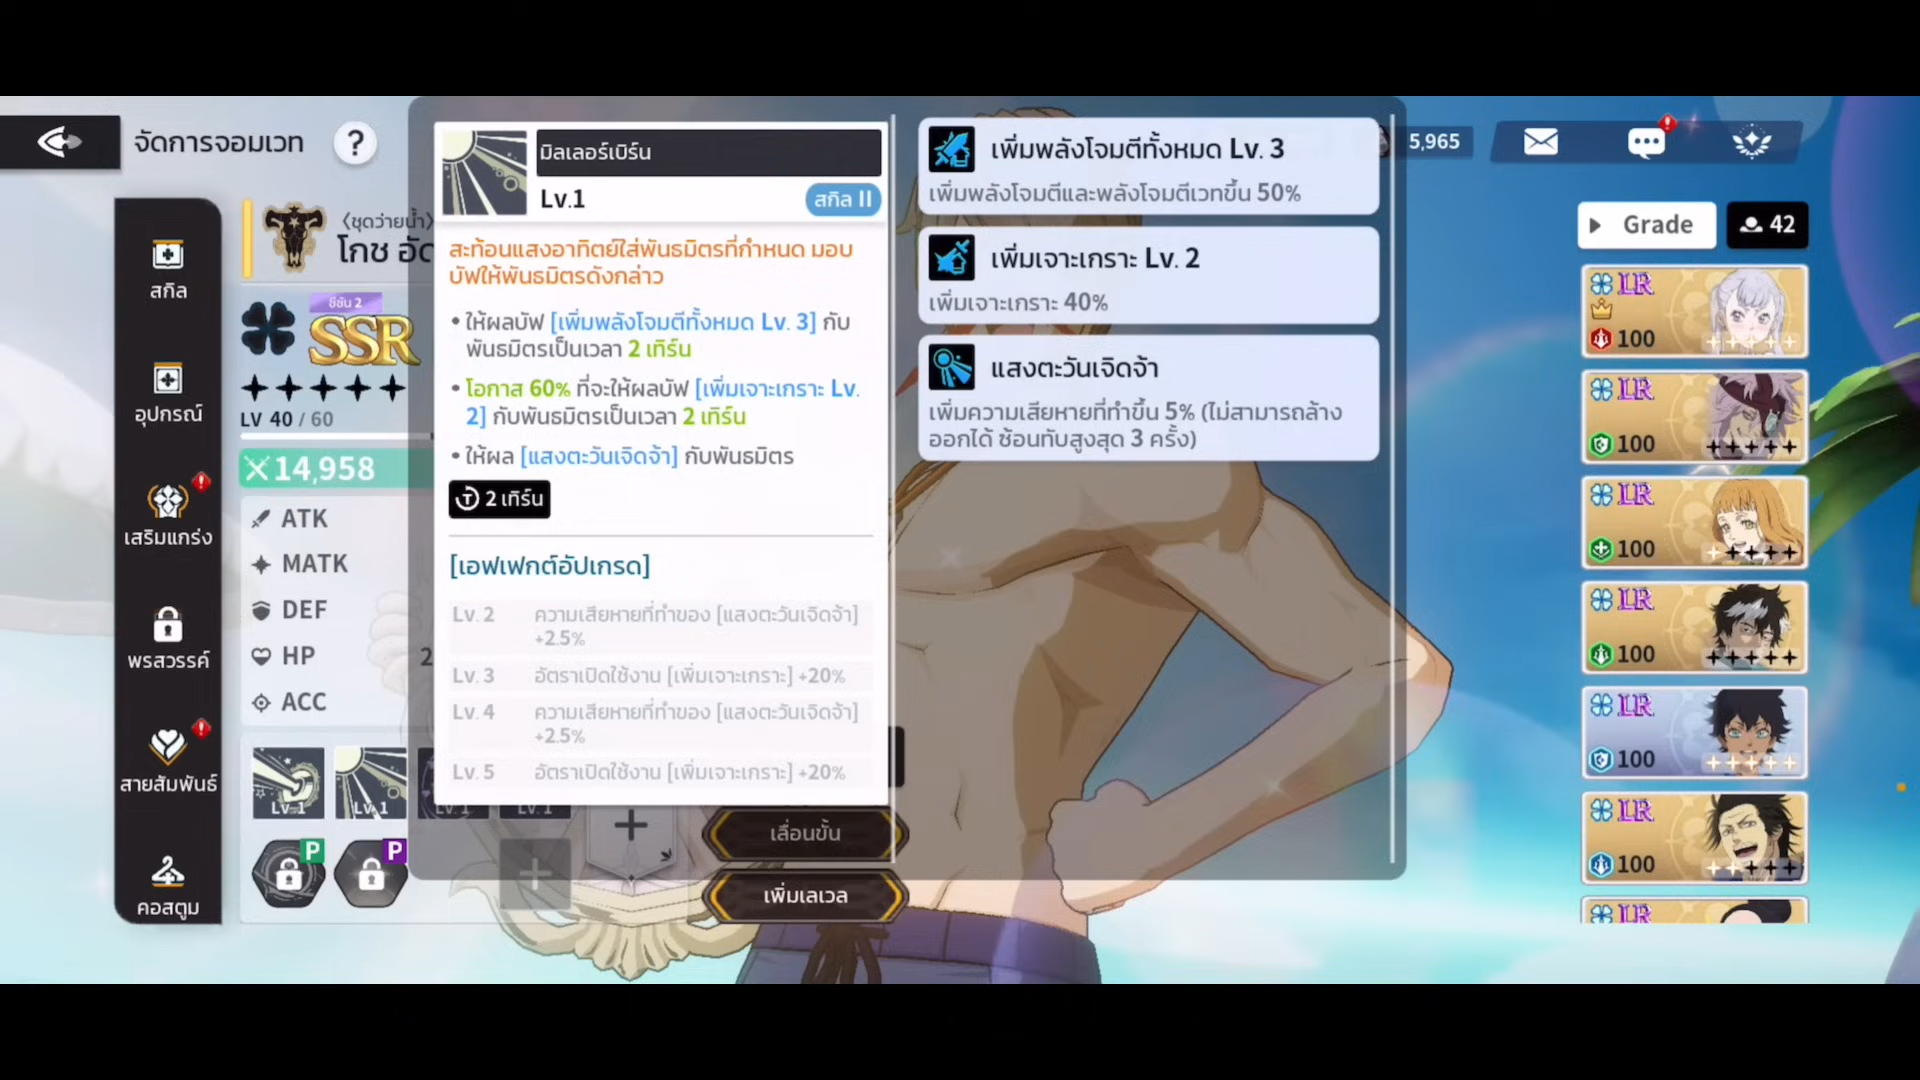 จัดการจอมเวท
?
สกิล
อุปกรณ์
เสริมแกร่ง
พรสวรรค์
สายสัมพันธ์
คอสตูม
〈ชุดว่ายน้ำ〉
โกช อัด
ซีซัน 2
SSR
LV 40 / 60
14,958
ATK
MATK
DEF
HP
2
ACC
Lv.1
Lv.1
Lv.1
Lv.1
P
P
มิลเลอร์เบิร์น
Lv.1
สกิล II
สะท้อนแสงอาทิตย์ใส่พันธมิตรที่กำหนด มอบ
บัฟให้พันธมิตรดังกล่าว
• ให้ผลบัฟ [เพิ่มพลังโจมตีทั้งหมด Lv. 3] กับ
พันธมิตรเป็นเวลา 2 เทิร์น
• โอกาส 60% ที่จะให้ผลบัฟ [เพิ่มเจาะเกราะ Lv.
2] กับพันธมิตรเป็นเวลา 2 เทิร์น
• ให้ผล [แสงตะวันเจิดจ้า] กับพันธมิตร
2 เทิร์น
[เอฟเฟกต์อัปเกรด]
Lv. 2 ความเสียหายที่ทำของ [แสงตะวันเจิดจ้า]
+2.5%
Lv. 3 อัตราเปิดใช้งาน [เพิ่มเจาะเกราะ] +20%
Lv. 4 ความเสียหายที่ทำของ [แสงตะวันเจิดจ้า]
+2.5%
Lv. 5 อัตราเปิดใช้งาน [เพิ่มเจาะเกราะ] +20%
เลื่อนขั้น
เพิ่มเลเวล
เพิ่มพลังโจมตีทั้งหมด Lv. 3
เพิ่มพลังโจมตีและพลังโจมตีเวทขึ้น 50%
เพิ่มเจาะเกราะ Lv. 2
เพิ่มเจาะเกราะ 40%
แสงตะวันเจิดจ้า
เพิ่มความเสียหายที่ทำขึ้น 5% (ไม่สามารถล้าง
ออกได้ ซ้อนทับสูงสุด 3 ครั้ง)
5,965
Grade
42
LR
100
LR
100
LR
100
LR
100
LR
100
LR
100
LR